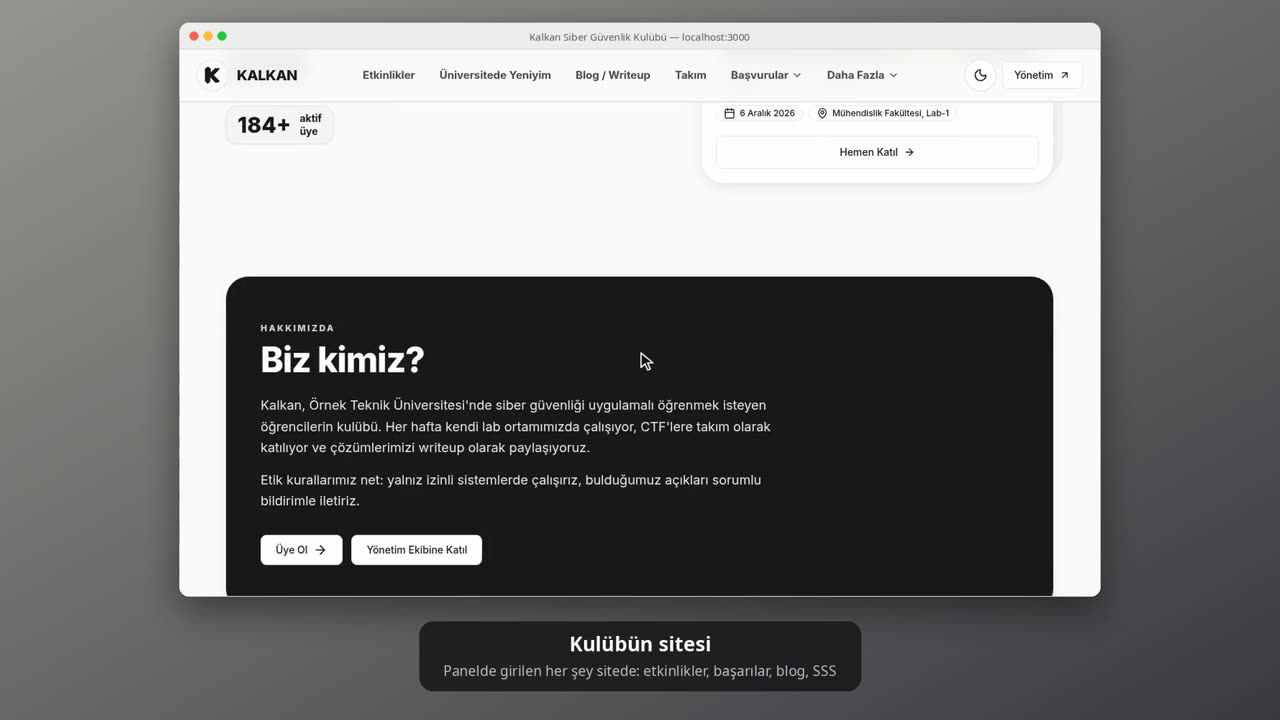 Kalkan Siber Güvenlik Kulübü — localhost:3000
KALKAN
Etkinlikler
Üniversitede Yeniyim
Blog / Writeup
Takım
Başvurular
Daha Fazla
Yönetim
184+ aktif
üye
6 Aralık 2026
Mühendislik Fakültesi, Lab-1
Hemen Katıl
HAKKIMIZDA
Biz kimiz?
Kalkan, Örnek Teknik Üniversitesi'nde siber güvenliği uygulamalı öğrenmek isteyen
öğrencilerin kulübü. Her hafta kendi lab ortamımızda çalışıyor, CTF'lere takım olarak
katılıyor ve çözümlerimizi writeup olarak paylaşıyoruz.
Etik kurallarımız net: yalnız izinli sistemlerde çalışırız, bulduğumuz açıkları sorumlu
bildirimle iletiriz.
Üye Ol
Yönetim Ekibine Katıl
Kulübün sitesi
Panelde girilen her şey sitede: etkinlikler, başarılar, blog, SSS